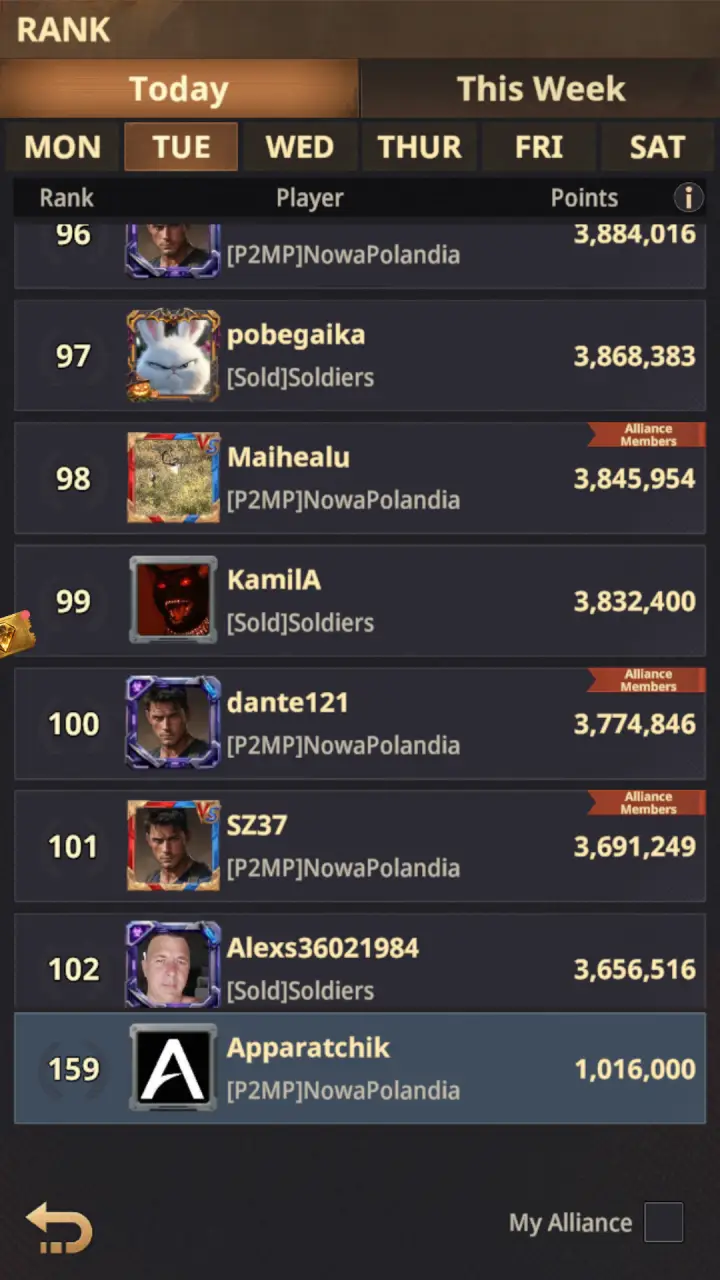 RANK
Today
This Week
MON TUE WED THUR FRI SAT
Rank Player Points
96 3,884,016
[P2MP]NowaPolandia
97 pobegaika 3,868,383
[Sold]Soldiers
Alliance
Members
98 Maihealu 3,845,954
[P2MP]NowaPolandia
99 KamilA 3,832,400
[Sold]Soldiers
Alliance
Members
100 dante121 3,774,846
[P2MP]NowaPolandia
Alliance
Members
101 SZ37 3,691,249
[P2MP]NowaPolandia
102 Alexs36021984 3,656,516
[Sold]Soldiers
159 Apparatchik 1,016,000
[P2MP]NowaPolandia
My Alliance